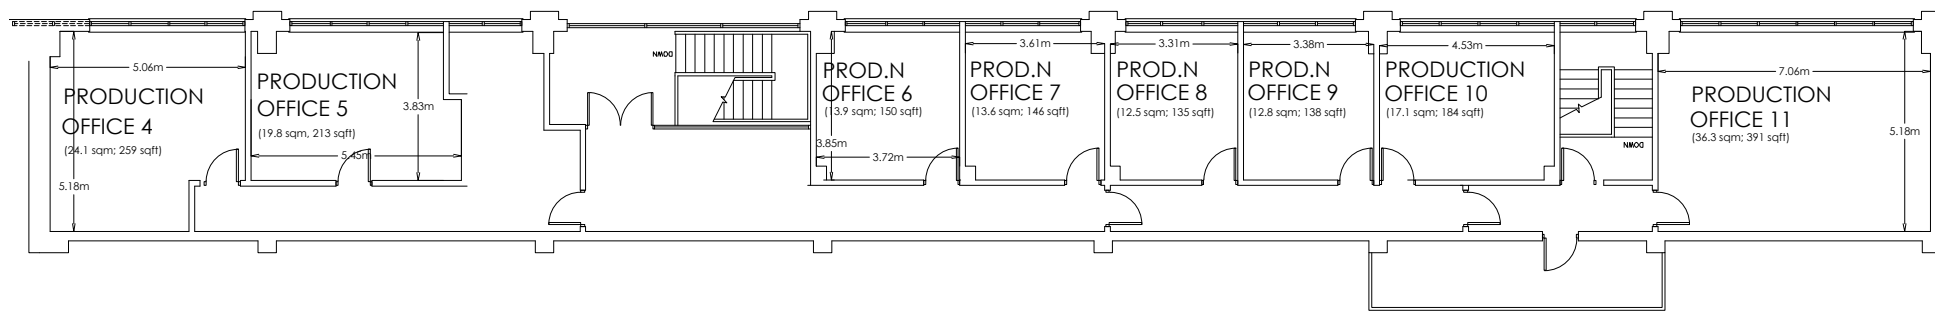 5.06m
PRODUCTION
OFFICE 4
(24.1 sqm; 259 sqft)
5.18m
PRODUCTION
OFFICE 5
(19.8 sqm, 213 sqft)
3.83m
5.45m
DOWN
PROD.N
OFFICE 6
(13.9 sqm; 150 sqft)
3.85m
3.72m
3.61m
PROD.N
OFFICE 7
(13.6 sqm; 146 sqft)
3.31m
PROD.N
OFFICE 8
(12.5 sqm; 135 sqft)
3.38m
PROD.N
OFFICE 9
(12.8 sqm; 138 sqft)
4.53m
PRODUCTION
OFFICE 10
(17.1 sqm; 184 sqft)
DOWN
7.06m
PRODUCTION
OFFICE 11
(36.3 sqm; 391 sqft)
5.18m